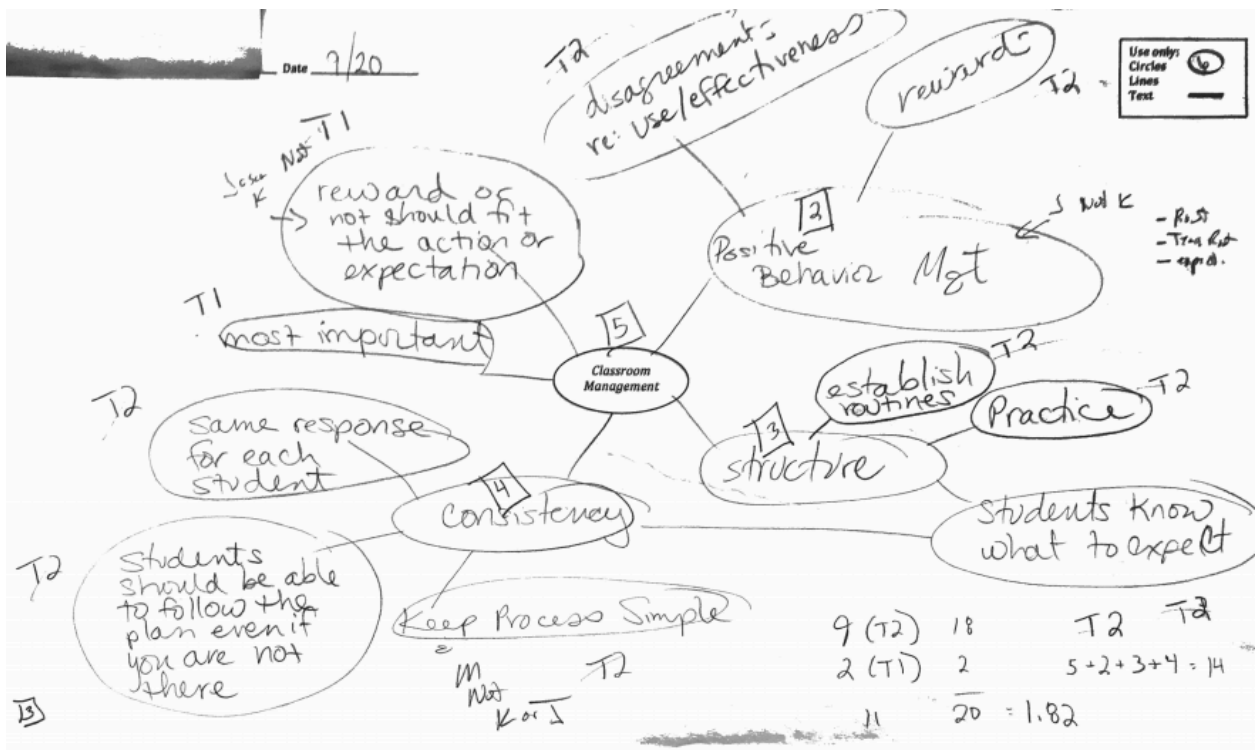 Date 9/20
Use only:
Circles 6
Lines
Text
T2
disagreement-
re: use/effectiveness
reward-
T2
Not T1
K
reward or
not should fit
the action or
expectation
2
Positive
Behavior Mgt
J Not K
T1
most important
5
Classroom
Management
establish
routines
T2
Practice
T2
3
structure
T2
same response
for each
student
4
Consistency
Students Know
what to expect
T2
Students
should be able
to follow the
plan even if
you are not
there
Keep Process Simple
M
Not
K or J
T2
9 (T2) 18
2 (T1) 2
11 20 = 1.82
T2 T2
5+2+3+4 = 14
3